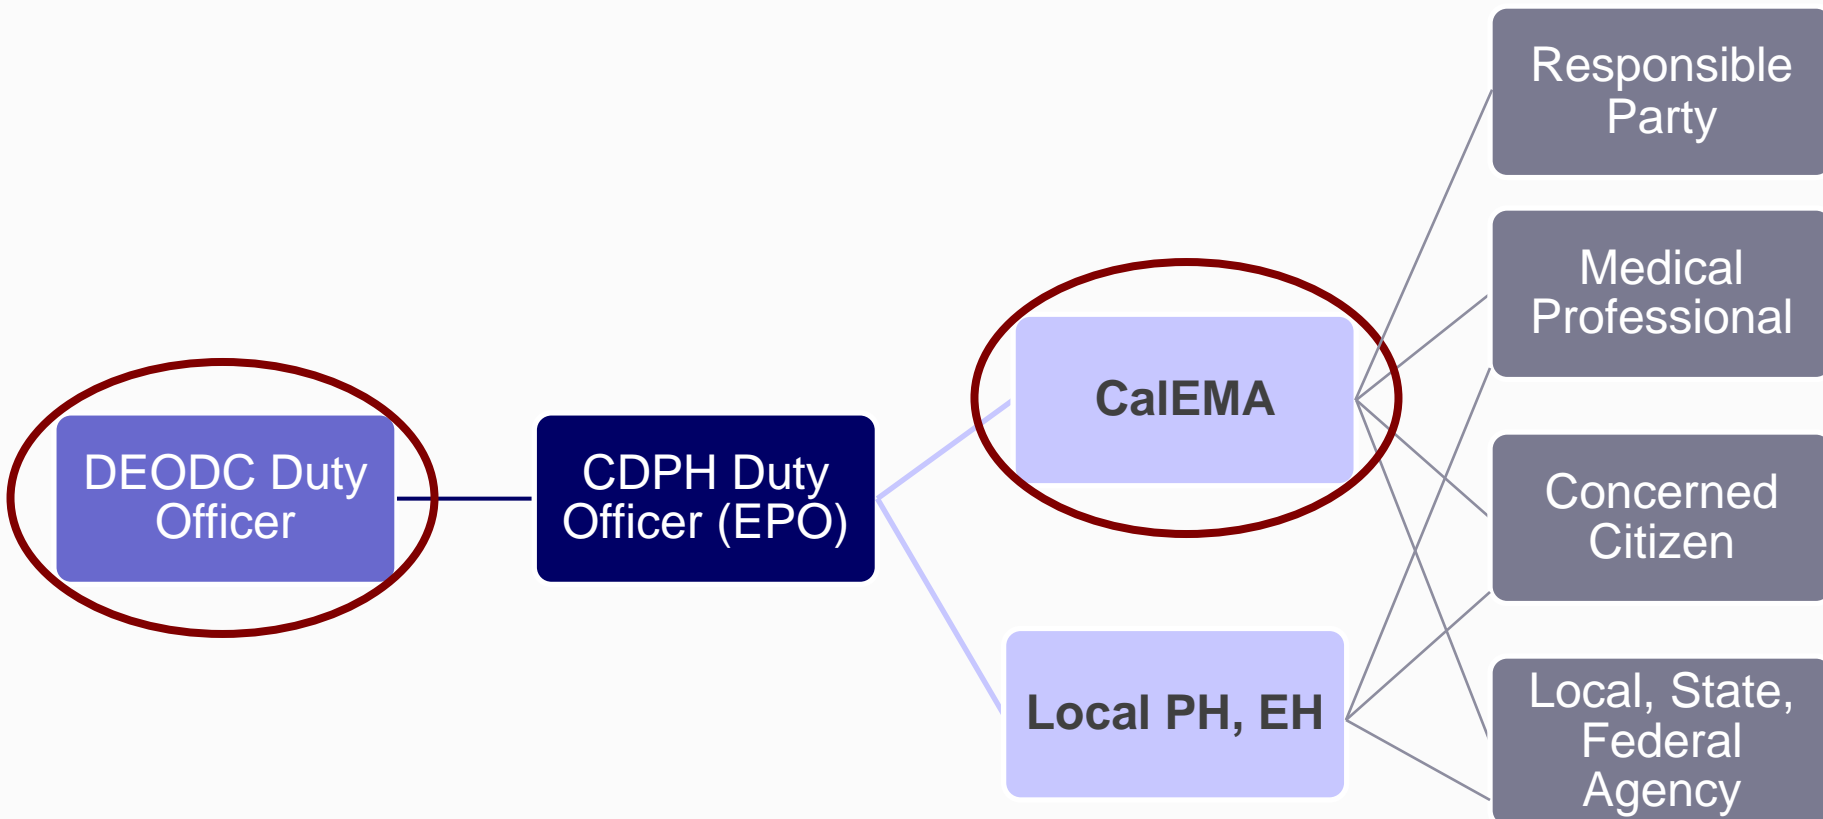 DEODC Duty
Officer
CDPH Duty
Officer (EPO)
CalEMA
Local PH, EH
Responsible
Party
Medical
Professional
Concerned
Citizen
Local, State,
Federal
Agency